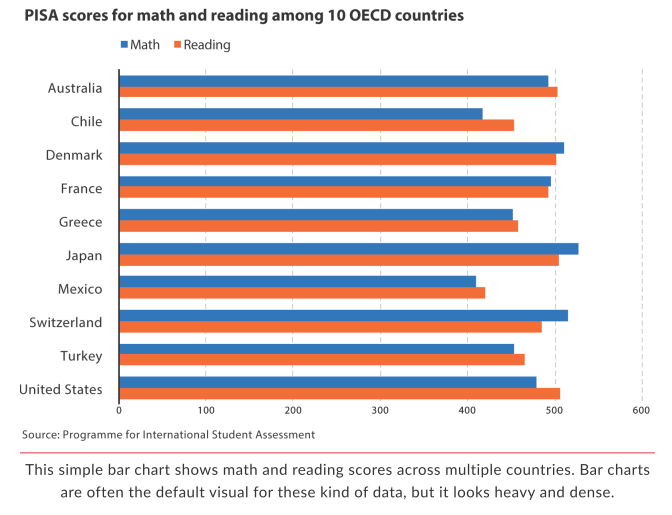 PISA scores for math and reading among 10 OECD countries
Math Reading
Australia
Chile
Denmark
France
Greece
Japan
Mexico
Switzerland
Turkey
United States
0 100 200 300 400 500 600
Source: Programme for International Student Assessment
This simple bar chart shows math and reading scores across multiple countries. Bar charts
are often the default visual for these kind of data, but it looks heavy and dense.